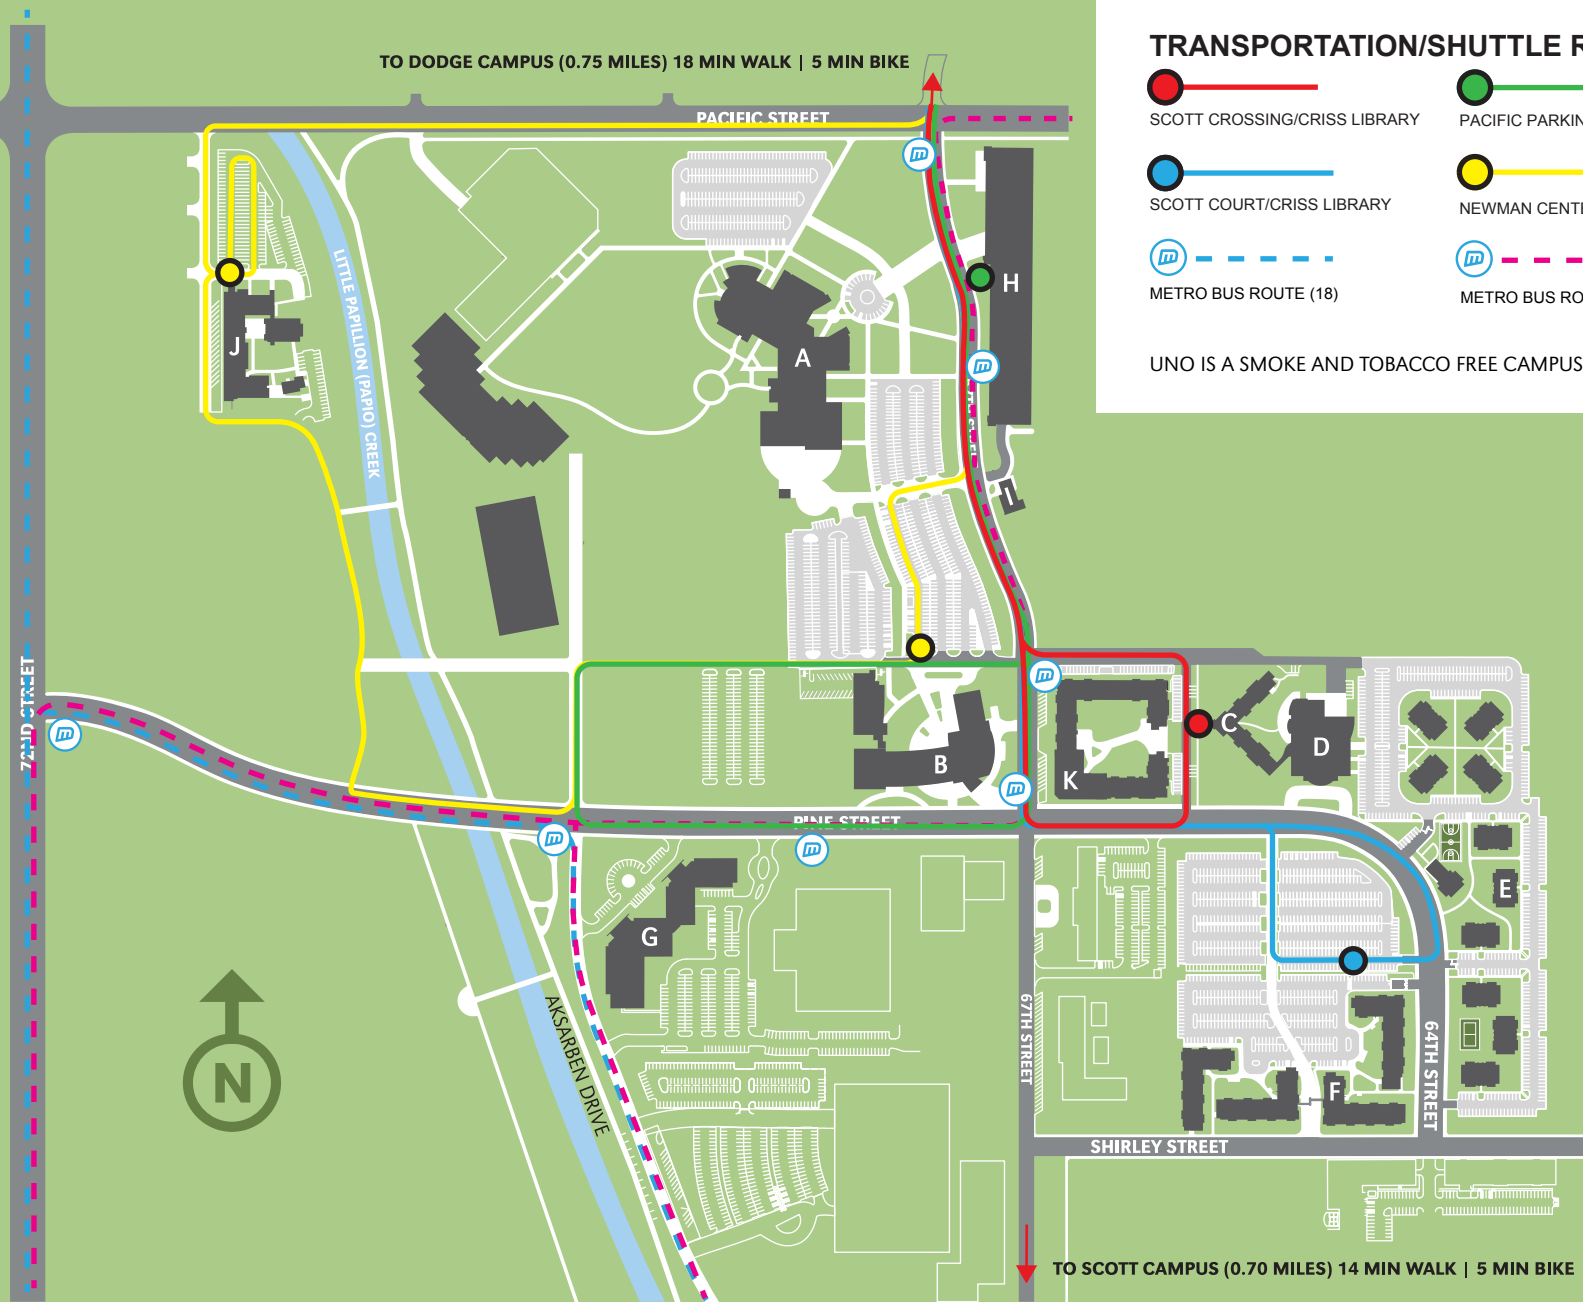 TRANSPORTATION/SHUTTLE
SCOTT CROSSING/CRISS LIBRARY
SCOTT COURT/CRISS LIBRARY
METRO BUS ROUTE (18)
PACIFIC
NEWMAN
METRO BUS
UNO IS A SMOKE AND TOBACCO FREE CAMPUS
TO DODGE CAMPUS (0.75 MILES) 18 MIN WALK | 5 MIN BIKE
PACIFIC STREET
LITTLE PAPILLION (PAPIO) CREEK
72ND STREET
J
A
H
I
B
K
C
D
PINE STREET
E
G
F
N
AKSARBEN DRIVE
67TH STREET
64TH STREET
SHIRLEY STREET
TO SCOTT CAMPUS (0.70 MILES) 14 MIN WALK | 5 MIN BIKE